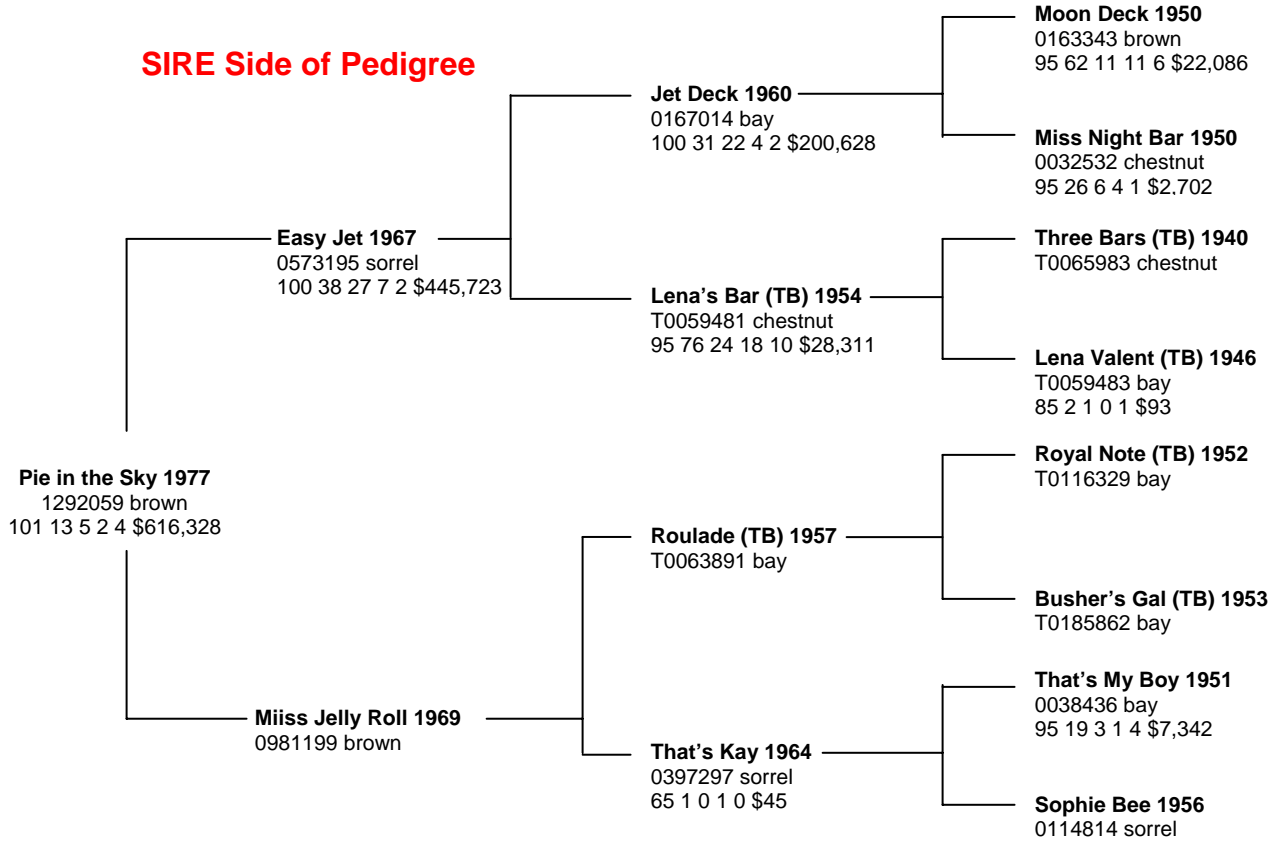 SIRE Side of Pedigree
Pie in the Sky 1977
1292059 brown
101 13 5 2 4 $616,328
Easy Jet 1967
0573195 sorrel
100 38 27 7 2 $445,723
Miiss Jelly Roll 1969
0981199 brown
Jet Deck 1960
0167014 bay
100 31 22 4 2 $200,628
Lena’s Bar (TB) 1954
T0059481 chestnut
95 76 24 18 10 $28,311
Roulade (TB) 1957
T0063891 bay
That’s Kay 1964
0397297 sorrel
65 1 0 1 0 $45
Moon Deck 1950
0163343 brown
95 62 11 11 6 $22,086
Miss Night Bar 1950
0032532 chestnut
95 26 6 4 1 $2,702
Three Bars (TB) 1940
T0065983 chestnut
Lena Valent (TB) 1946
T0059483 bay
85 2 1 0 1 $93
Royal Note (TB) 1952
T0116329 bay
Busher’s Gal (TB) 1953
T0185862 bay
That’s My Boy 1951
0038436 bay
95 19 3 1 4 $7,342
Sophie Bee 1956
0114814 sorrel